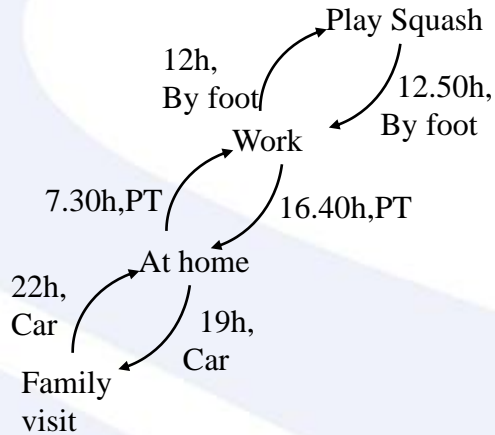 Play Squash
12h,
By foot
12.50h,
By foot
Work
7.30h,PT
16.40h,PT
At home
22h,
Car
19h,
Car
Family
visit